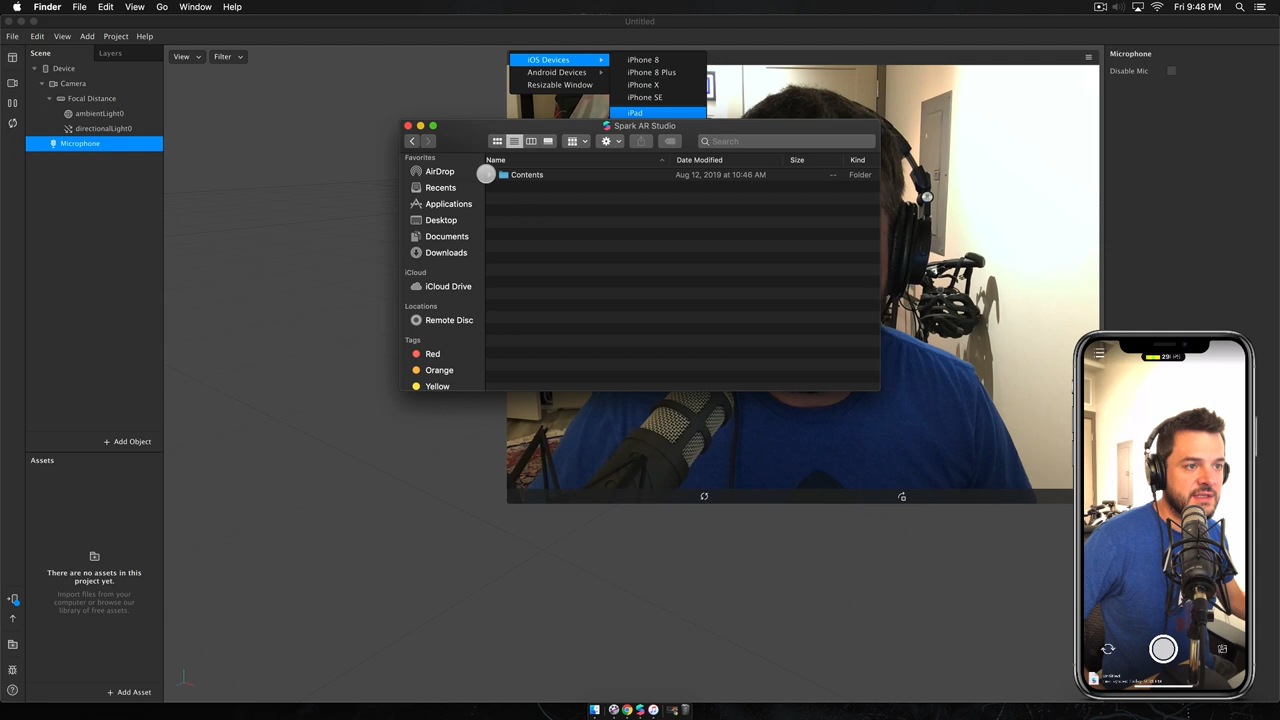 Finder File Edit View Go Window Help
Fri 9:48 PM
Untitled
File Edit View Add Project Help
Scene Layers
View Filter
Microphone
Disable Mic
Device
Camera
Focal Distance
ambientLight0
directionalLight0
Microphone
iOS Devices
Android Devices
Resizable Window
iPhone 8
iPhone 8 Plus
iPhone X
iPhone SE
iPad
Spark AR Studio
Search
Favorites
AirDrop
Recents
Applications
Desktop
Documents
Downloads
iCloud
iCloud Drive
Locations
Remote Disc
Tags
Red
Orange
Yellow
Name Date Modified Size Kind
Contents Aug 12, 2019 at 10:46 AM -- Folder
+ Add Object
Assets
There are no assets in this
project yet.
Import files from your
computer or browse our
library of free assets.
+ Add Asset
Untitled